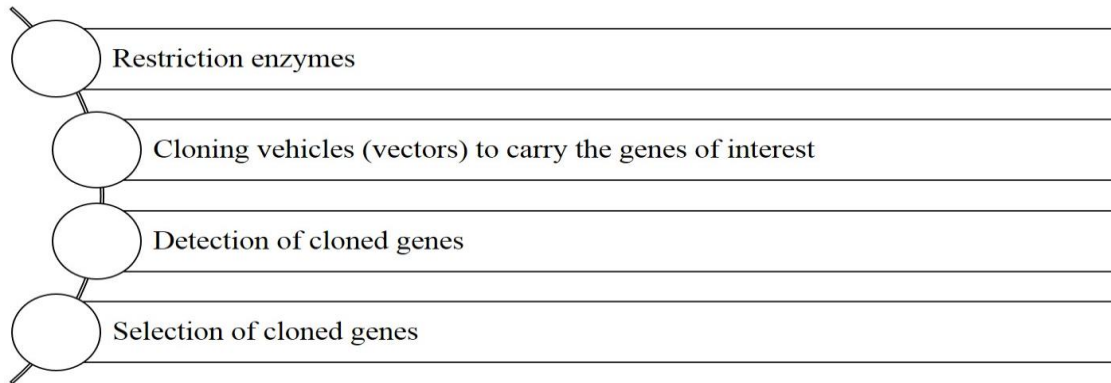 Restriction enzymes
Cloning vehicles (vectors) to carry the genes of interest
Detection of cloned genes
Selection of cloned genes